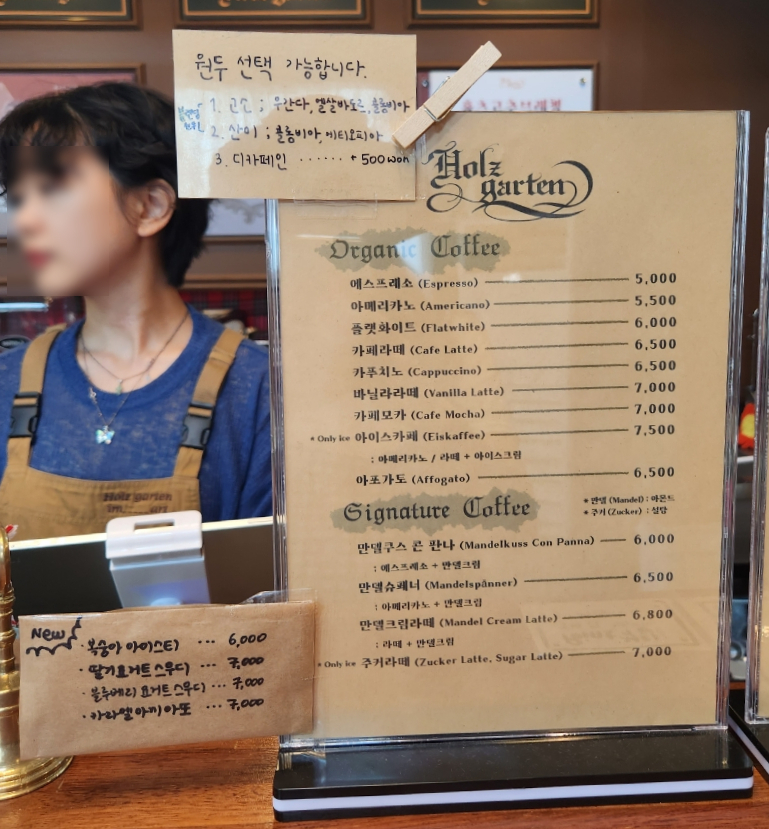 원두 선택 가능합니다.
1. 고소 ; 우간다, 엘살바도르, 콜롬비아
2. 산미 ; 콜롬비아, 에티오피아
3. 디카페인 ...... +500won
Holz
garten
Organic Coffee
에스프레소 (Espresso) 5,000
아메리카노 (Americano) 5,500
플랫화이트 (Flatwhite) 6,000
카페라떼 (Cafe Latte) 6,500
카푸치노 (Cappuccino) 6,500
바닐라라떼 (Vanilla Latte) 7,000
카페모카 (Cafe Mocha) 7,000
* Only ice 아이스카페 (Eiskaffee) 7,500
: 아메리카노 / 라떼 + 아이스크림
아포가도 (Affogato) 6,500
Signature Coffee
* 만델 (Mandel) : 아몬드
* 주커 (Zucker) : 설탕
만델쿠스 콘 판나 (Mandelkuss Con Panna) 6,000
: 에스프레소 + 만델크림
만델슈패너 (Mandelspänner) 6,500
: 아메리카노 + 만델크림
만델크림라떼 (Mandel Cream Latte) 6,800
: 라떼 + 만델크림
* Only ice 주커라떼 (Zucker Latte, Sugar Latte) 7,000
New
· 복숭아 아이스티 ... 6,000
· 딸기요거트 스무디 ... 7,000
· 블루베리 요거트 스무디 ... 7,000
· 카라멜 마끼아또 ... 7,000
Holz garten